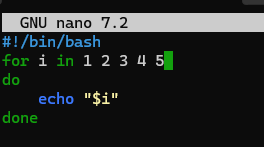 GNU nano 7.2
#!/bin/bash
for i in 1 2 3 4 5
do
    echo "$i"
done